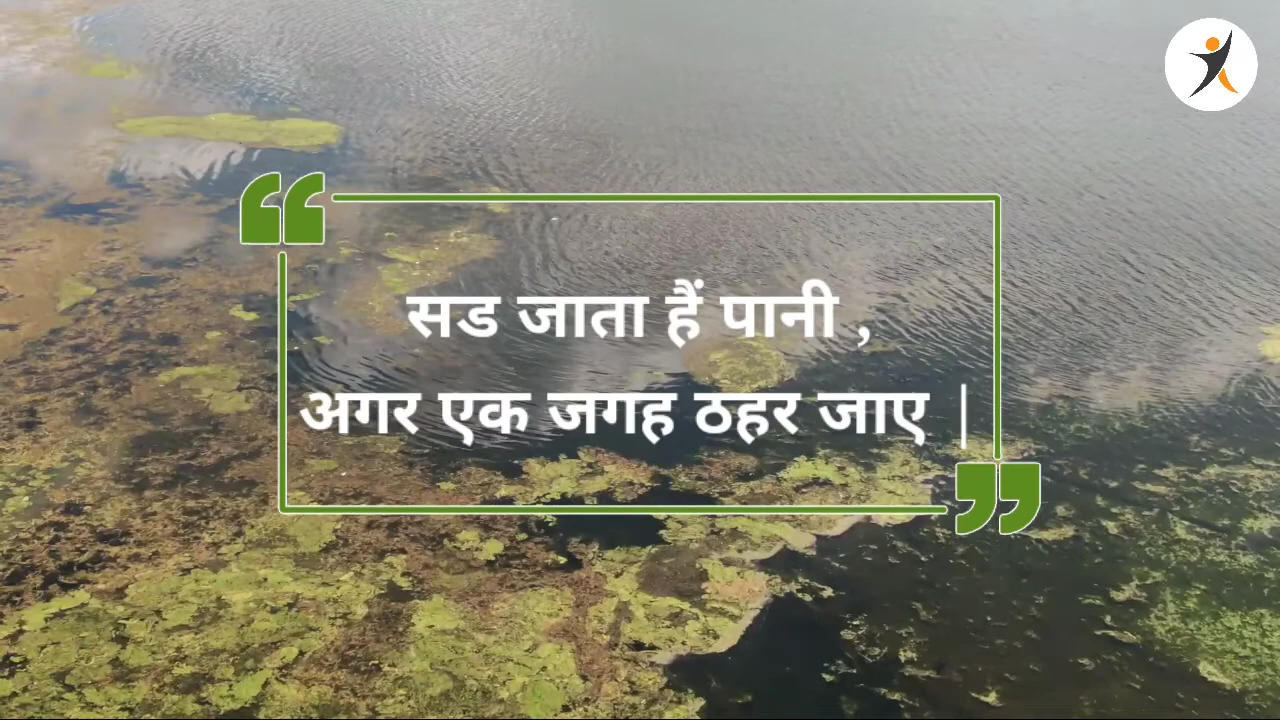 सड जाता हैं पानी ,
अगर एक जगह ठहर जाए |